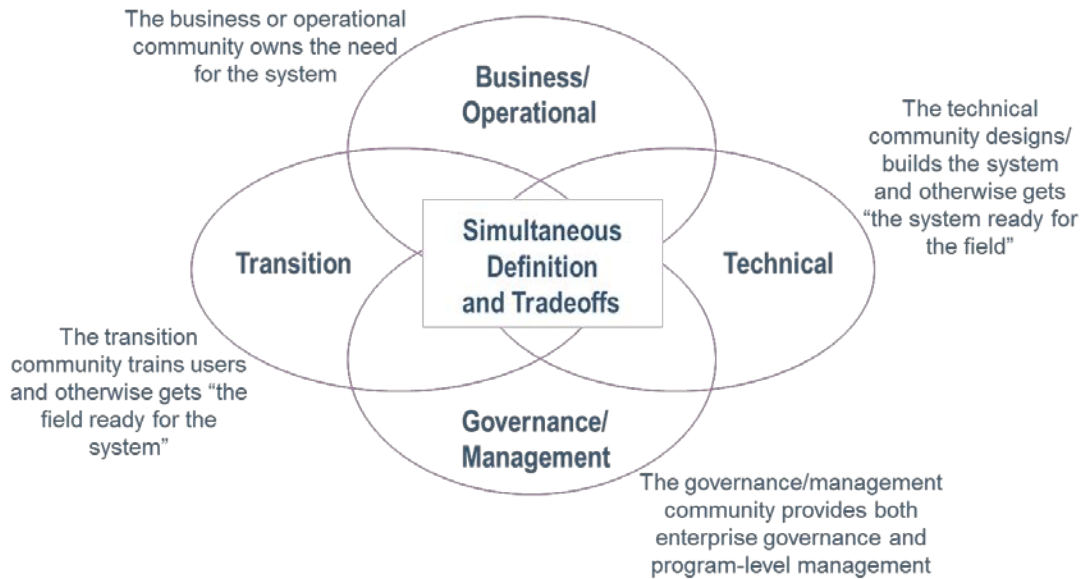 The business or operational
community owns the need
for the system
Business/
Operational
The technical
community designs/
builds the system
and otherwise gets
“the system ready for
the field”
Transition
Simultaneous
Definition
and Tradeoffs
Technical
The transition
community trains users
and otherwise gets “the
field ready for the
system”
Governance/
Management
The governance/management
community provides both
enterprise governance and
program-level management